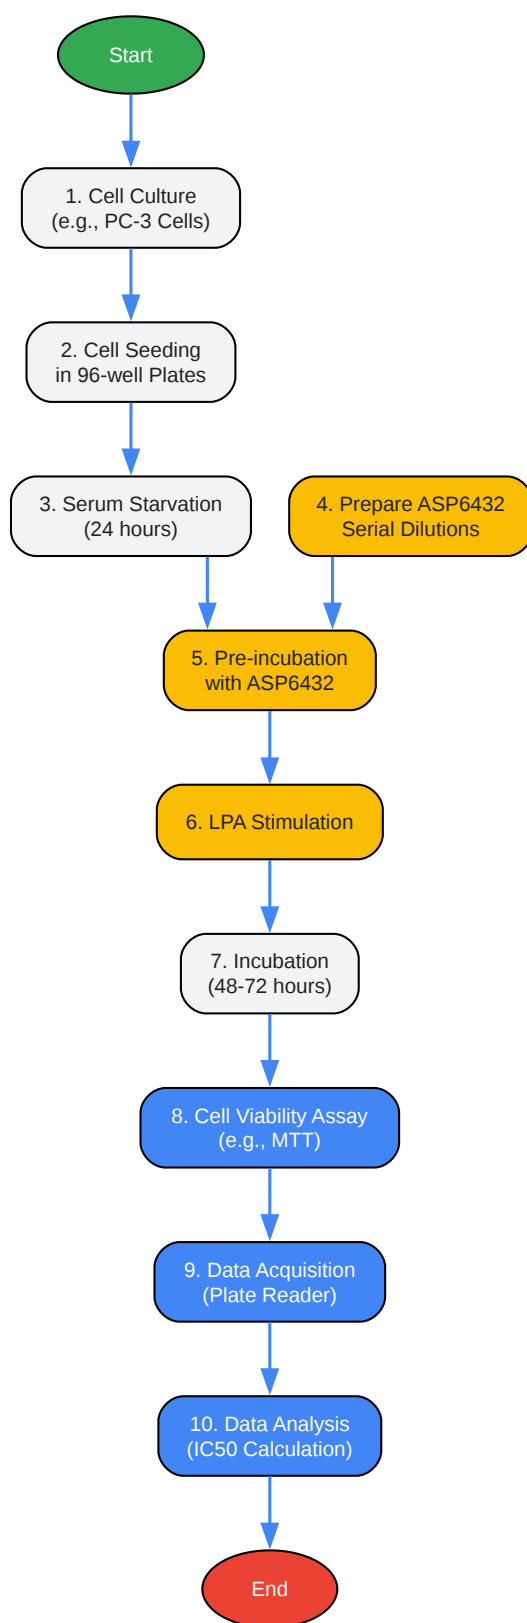 Start
1. Cell Culture
(e.g., PC-3 Cells)
2. Cell Seeding
in 96-well Plates
3. Serum Starvation
(24 hours)
4. Prepare ASP6432
Serial Dilutions
5. Pre-incubation
with ASP6432
6. LPA Stimulation
7. Incubation
(48-72 hours)
8. Cell Viability Assay
(e.g., MTT)
9. Data Acquisition
(Plate Reader)
10. Data Analysis
(IC50 Calculation)
End